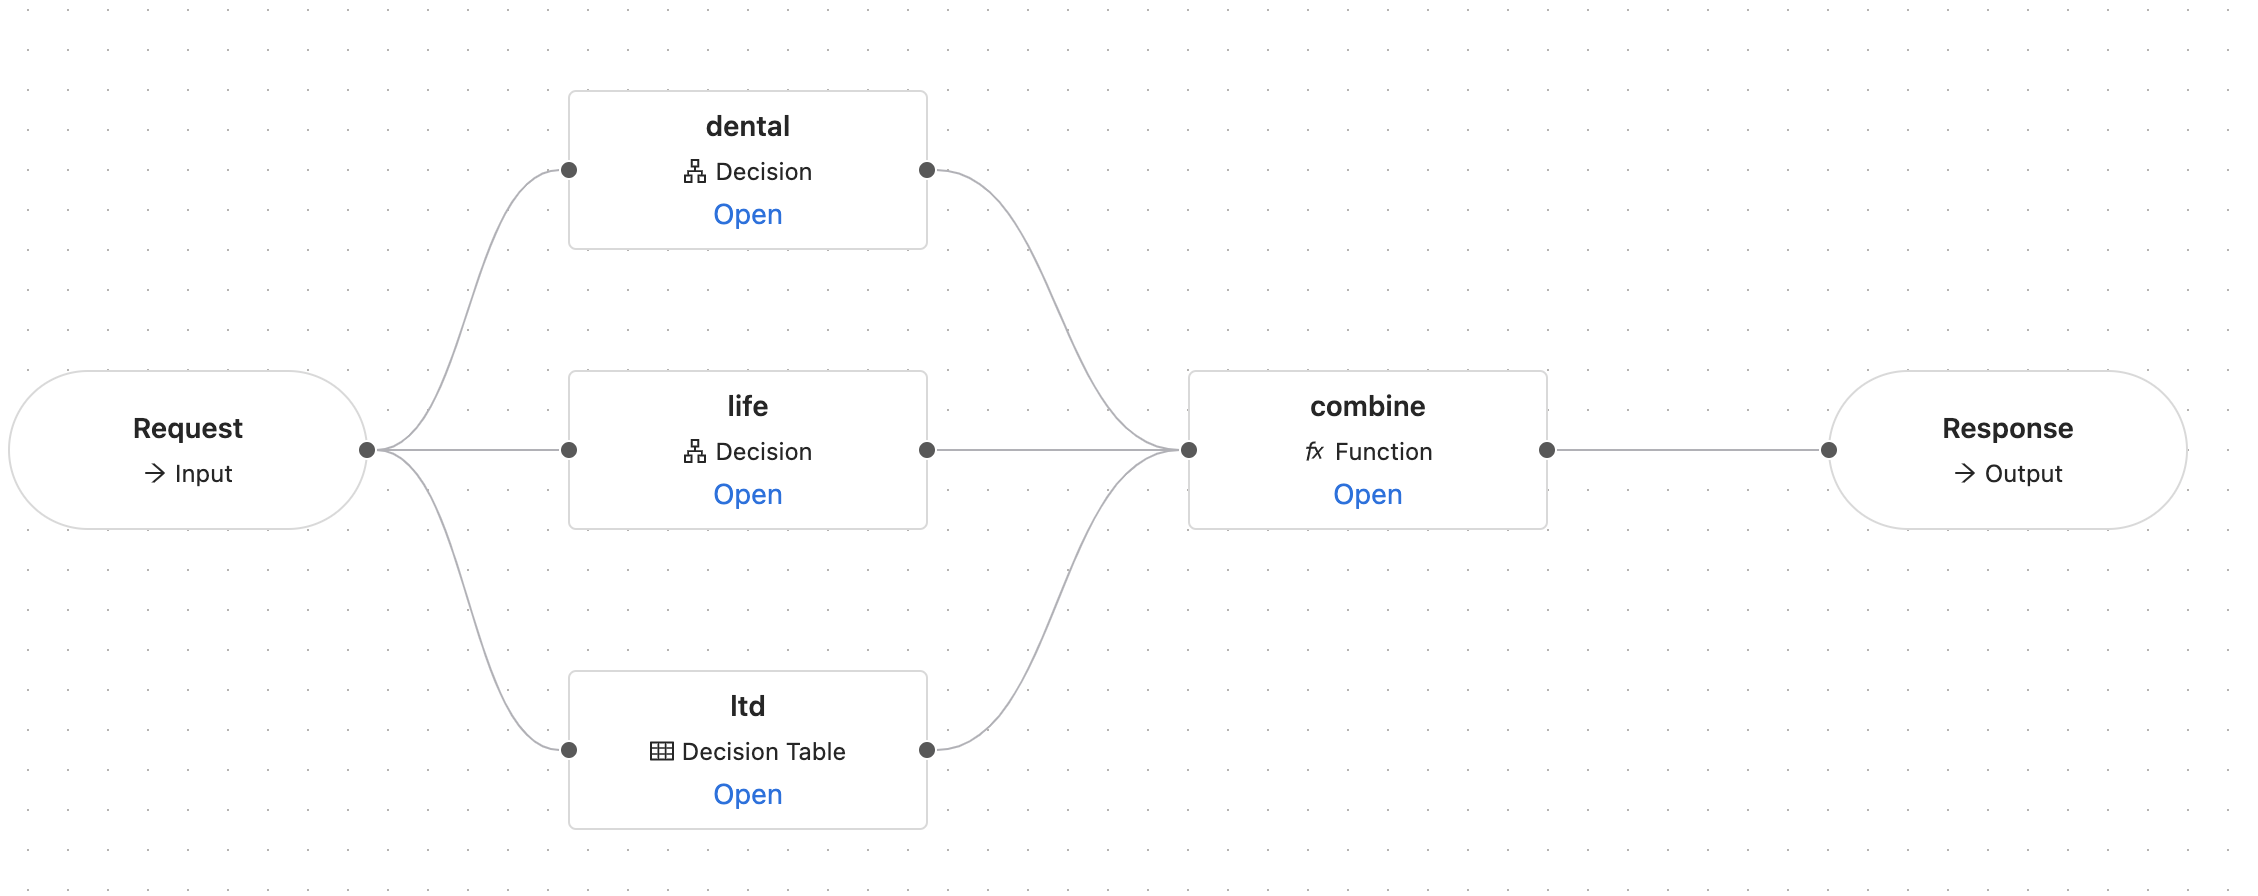 Request
Input
dental
Decision
Open
life
Decision
Open
ltd
Decision Table
Open
combine
fx Function
Open
Response
Output